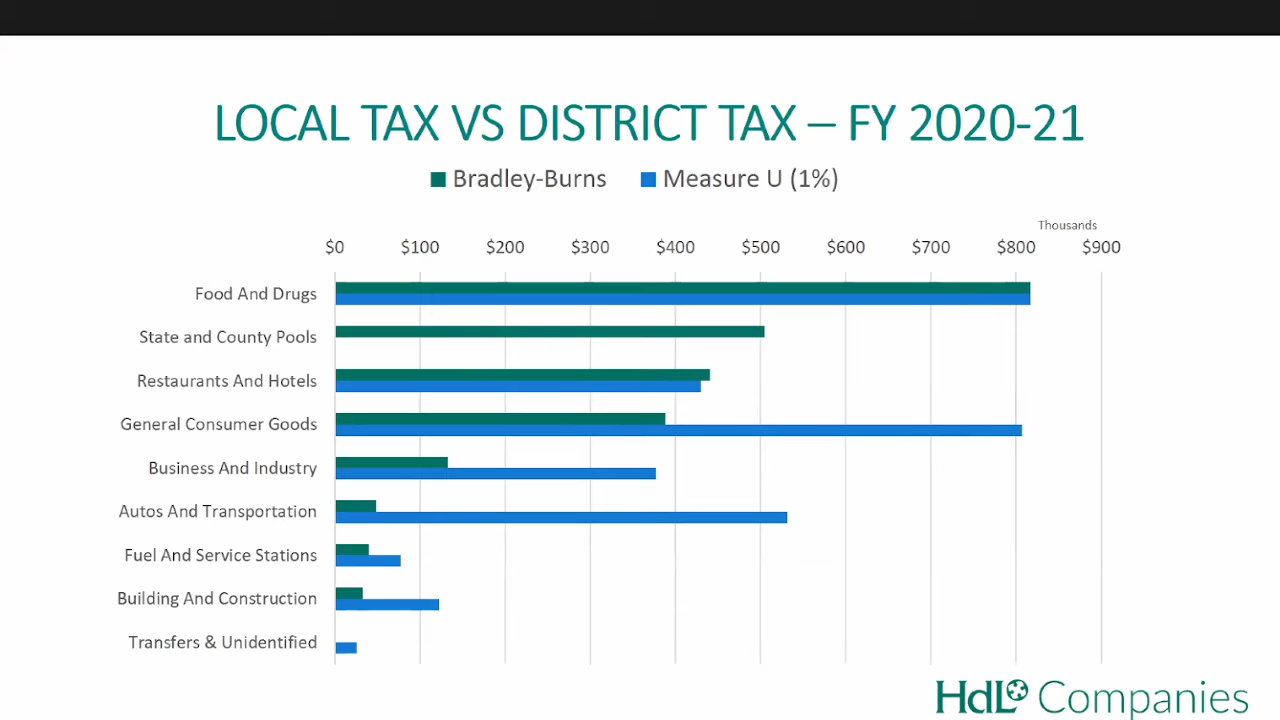 LOCAL TAX VS DISTRICT TAX – FY 2020-21
Bradley-Burns Measure U (1%)
Thousands
$0 $100 $200 $300 $400 $500 $600 $700 $800 $900
Food And Drugs
State and County Pools
Restaurants And Hotels
General Consumer Goods
Business And Industry
Autos And Transportation
Fuel And Service Stations
Building And Construction
Transfers & Unidentified
HdL Companies